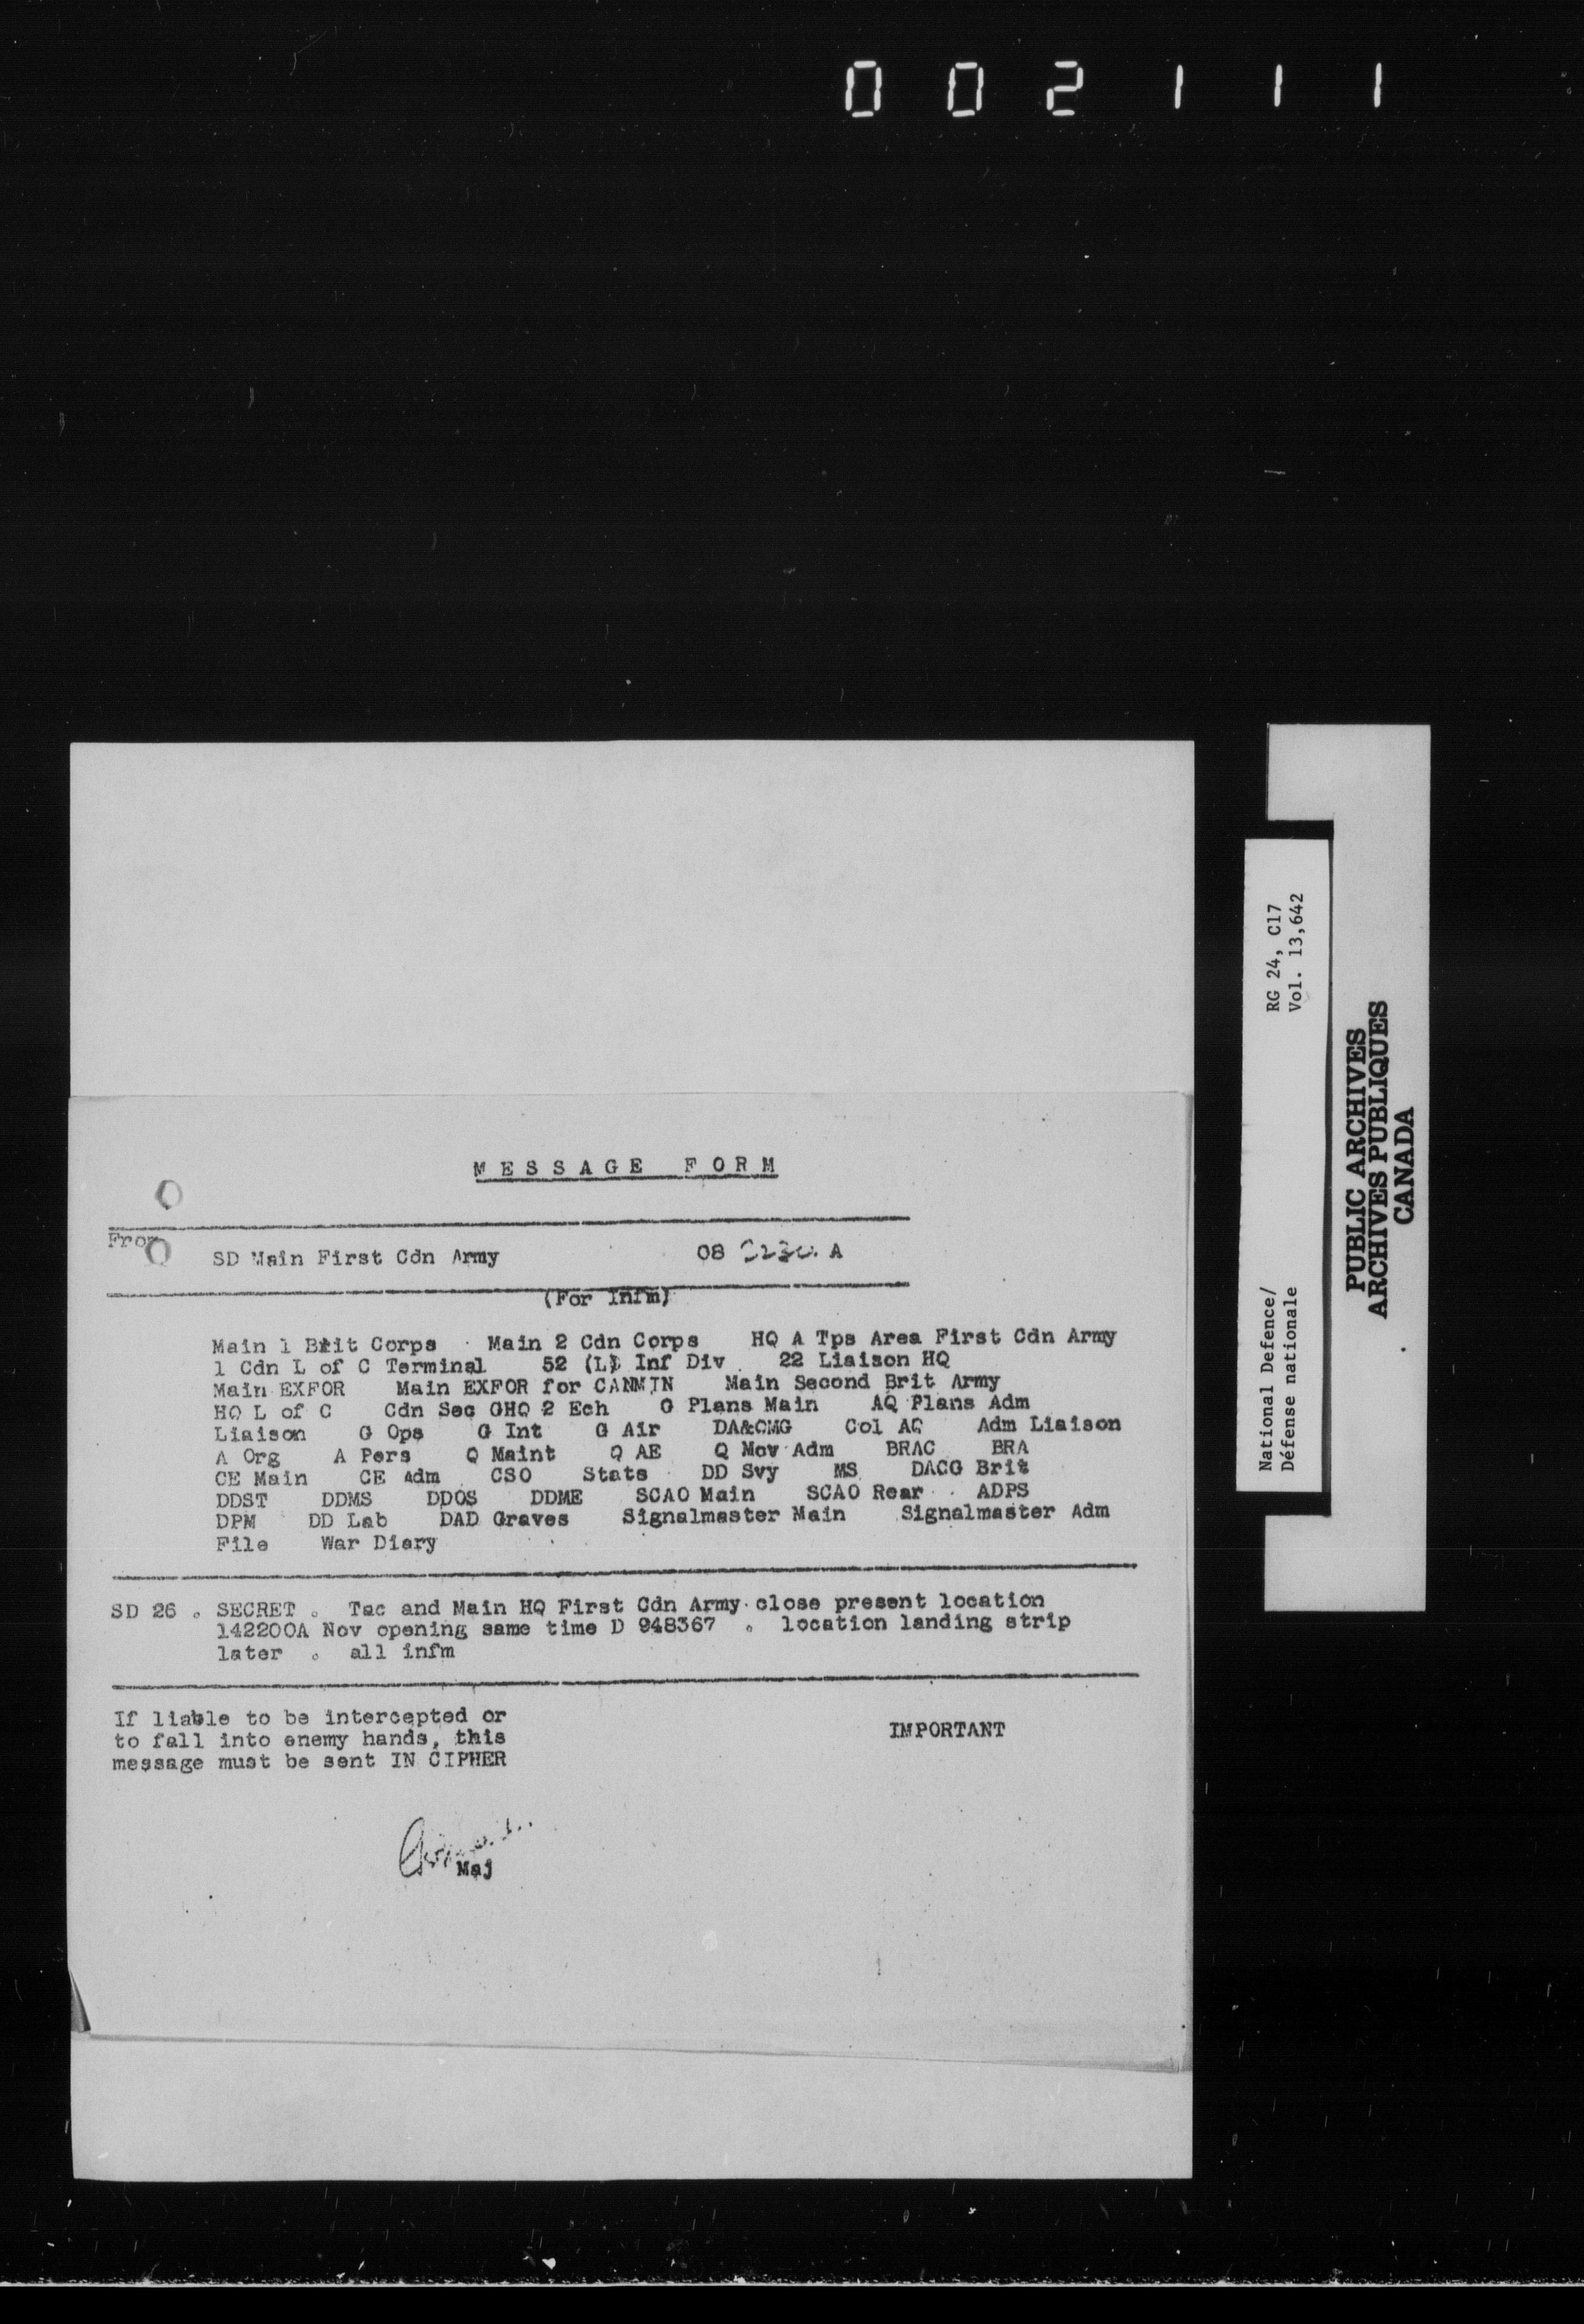 002111
MESSAGE FORM
From
SD Main First Cdn Army 08 A
(For Infm)
Main 1 Brit Corps Main 2 Cdn Corps HQ A Tps Area First Cdn Army
1 Cdn L of C Terminal 52 (L) Inf Div 22 Liaison HQ
Main EXFOR Main EXFOR for CANMIN Main Second Brit Army
HQ L of C Cdn Sec GHQ 2 Ech G Plans Main AQ Plans Adm
Liaison G Ops G Int G Air DA&QMG Col AQ Adm Liaison
A Org A Pers Q Maint Q AE Q Mov Adm BRAC BRA
CE Main CE Adm CSO Stats DD Svy MS DACG Brit
DDST DDMS DDOS DDME SCAO Main SCAO Rear ADPS
DPM DD Lab DAD Graves Signalmaster Main Signalmaster Adm
File War Diary
SD 26 . SECRET . Tac and Main HQ First Cdn Army close present location
142200A Nov opening same time D 948367 . location landing strip
later . all infm
If liable to be intercepted or
to fall into enemy hands, this
message must be sent IN CIPHER
IMPORTANT
Maj
National Defence/
Défense nationale
RG 24, C17
Vol. 13,642
PUBLIC ARCHIVES
ARCHIVES PUBLIQUES
CANADA